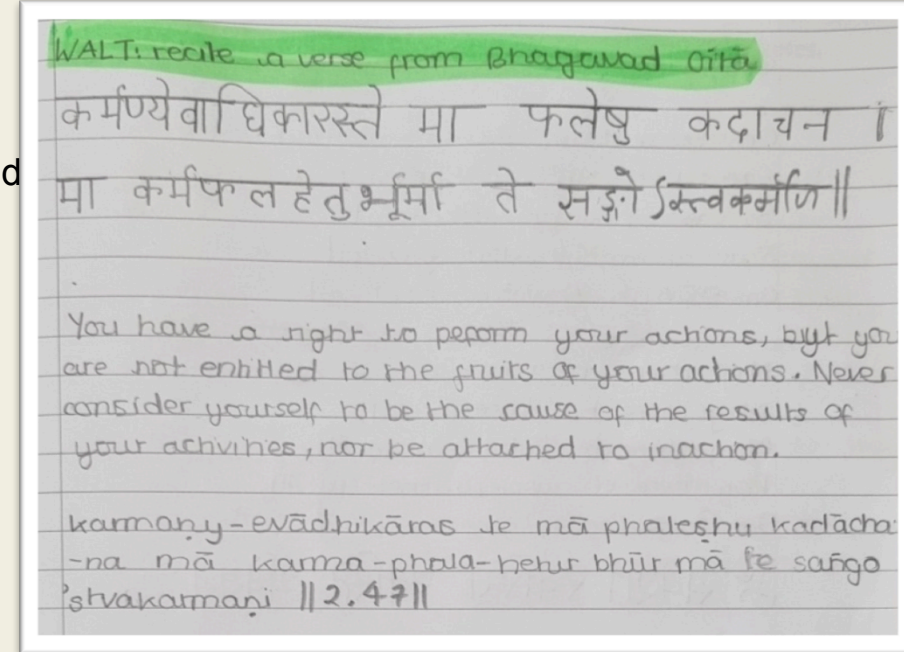 WALT: recite a verse from Bhagavad Gītā
कर्मण्येवाधिकारस्ते मा फलेषु कदाचन ।
d
मा कर्मफलहेतुर्भूर्मा ते सङ्गोऽस्त्वकर्मणि ||
You have a right to peform your actions, byt you
are not entitled to the fruits of your actions. Never
consider yourself to be the cause of the results of
your activities, nor be attached to inaction.
karmaṇy-evādhikāras te mā phaleṣhu kadācha
-na mā karma-phala-hetur bhūr mā te saṅgo
'stvakarmaṇi ||2.47||